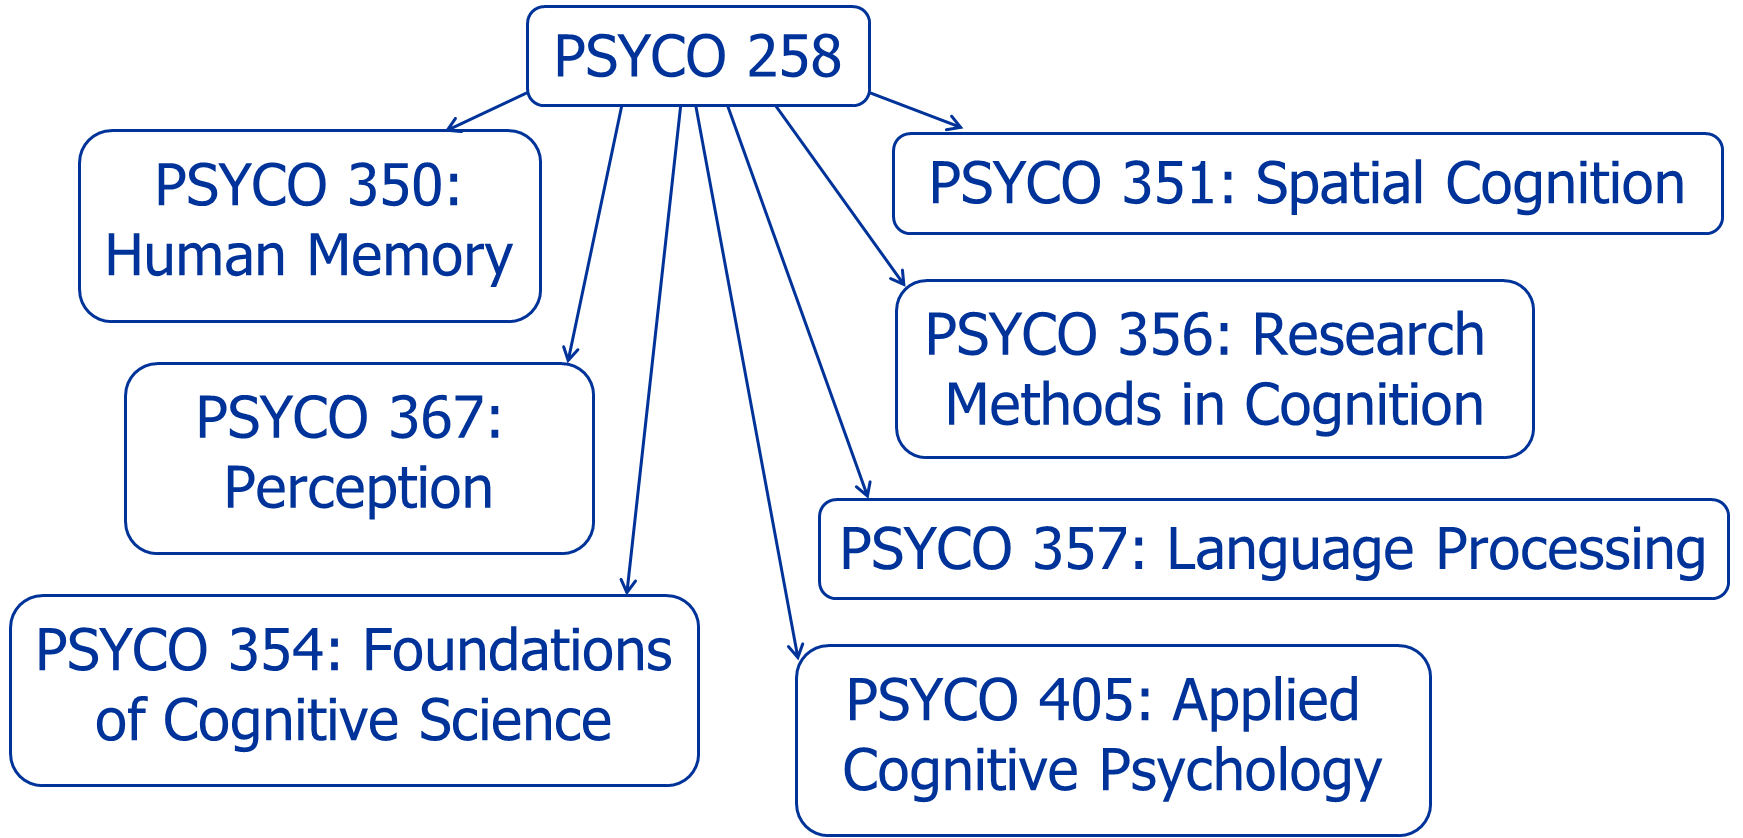 PSYCO 258
PSYCO 350:
Human Memory
PSYCO 351: Spatial Cognition
PSYCO 356: Research
Methods in Cognition
PSYCO 367:
Perception
PSYCO 357: Language Processing
PSYCO 354: Foundations
of Cognitive Science
PSYCO 405: Applied
Cognitive Psychology